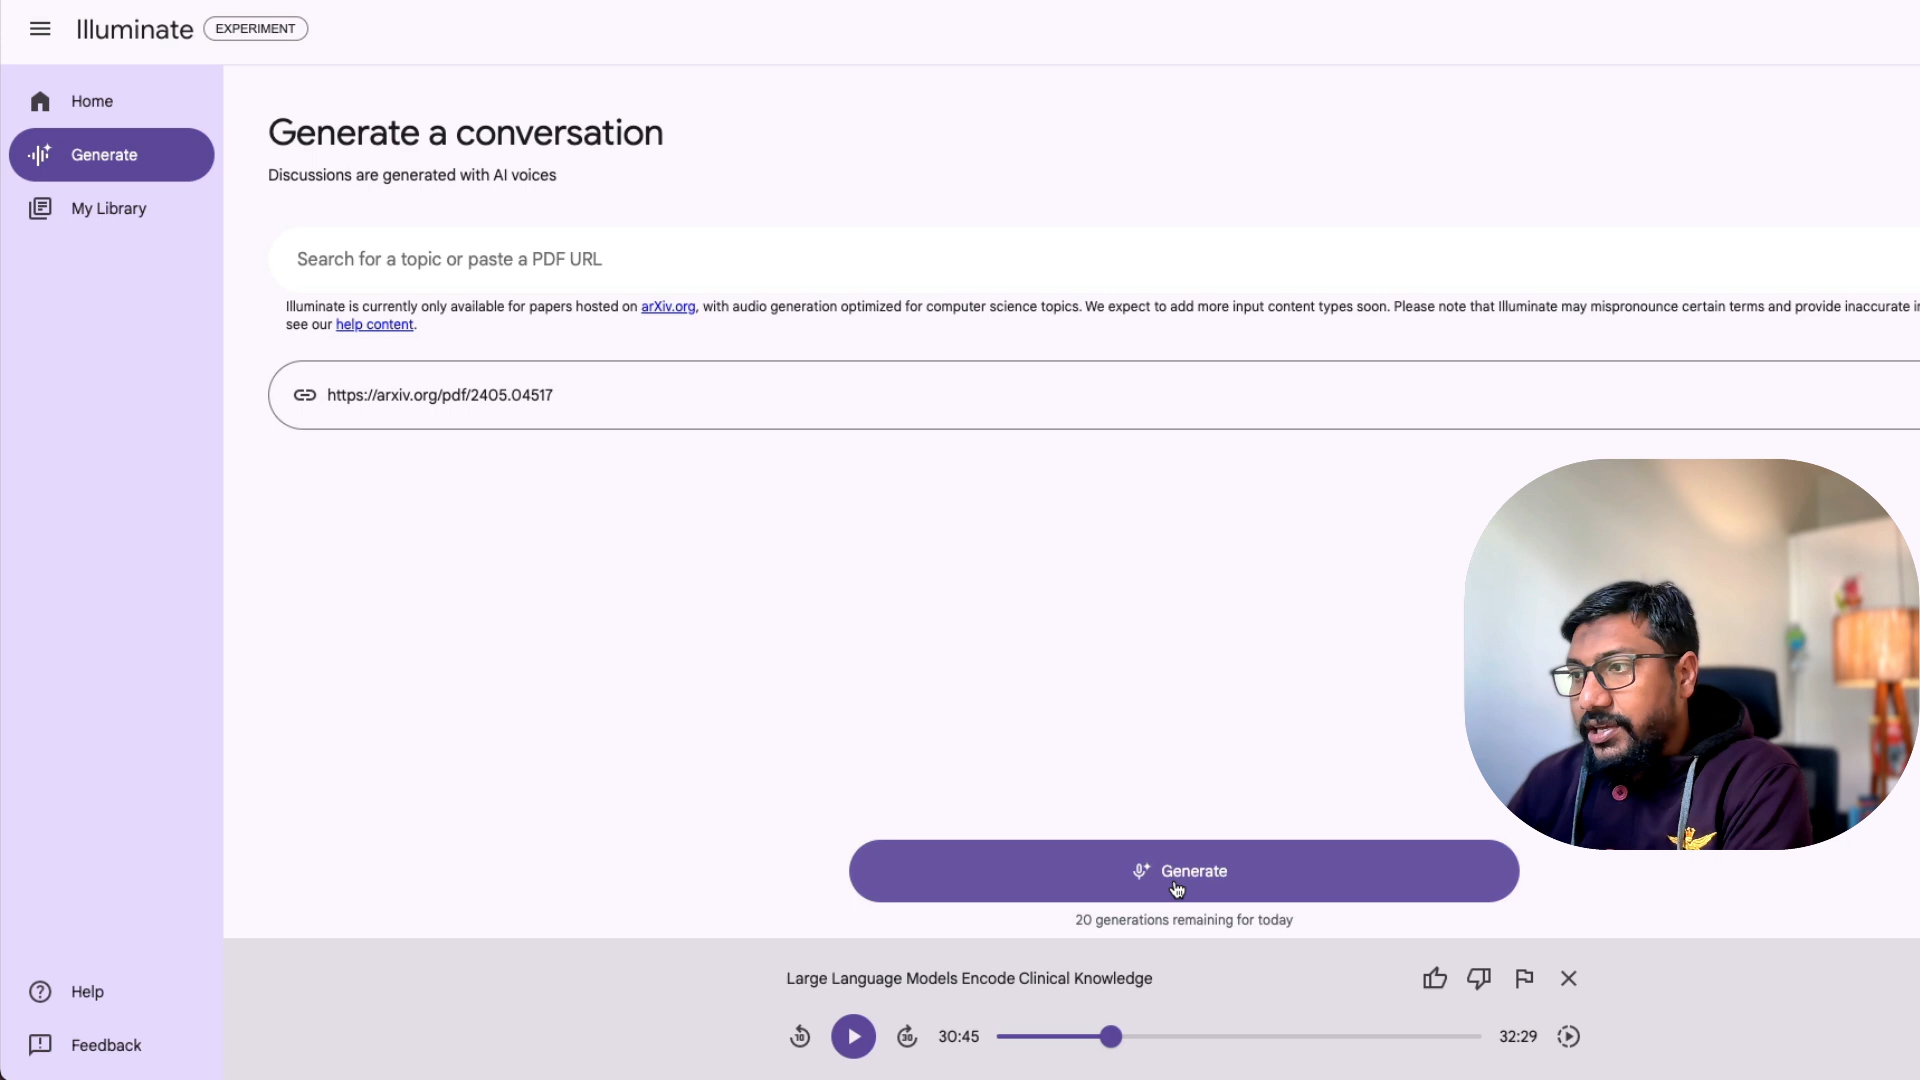 Illuminate EXPERIMENT
Home
Generate
My Library
Generate a conversation
Discussions are generated with AI voices
Search for a topic or paste a PDF URL
Illuminate is currently only available for papers hosted on arXiv.org, with audio generation optimized for computer science topics. We expect to add more input content types soon. Please note that Illuminate may mispronounce certain terms and provide inaccurate
see our help content.
https://arxiv.org/pdf/2405.04517
Generate
20 generations remaining for today
Help
Feedback
Large Language Models Encode Clinical Knowledge
10
30
30:45
32:29